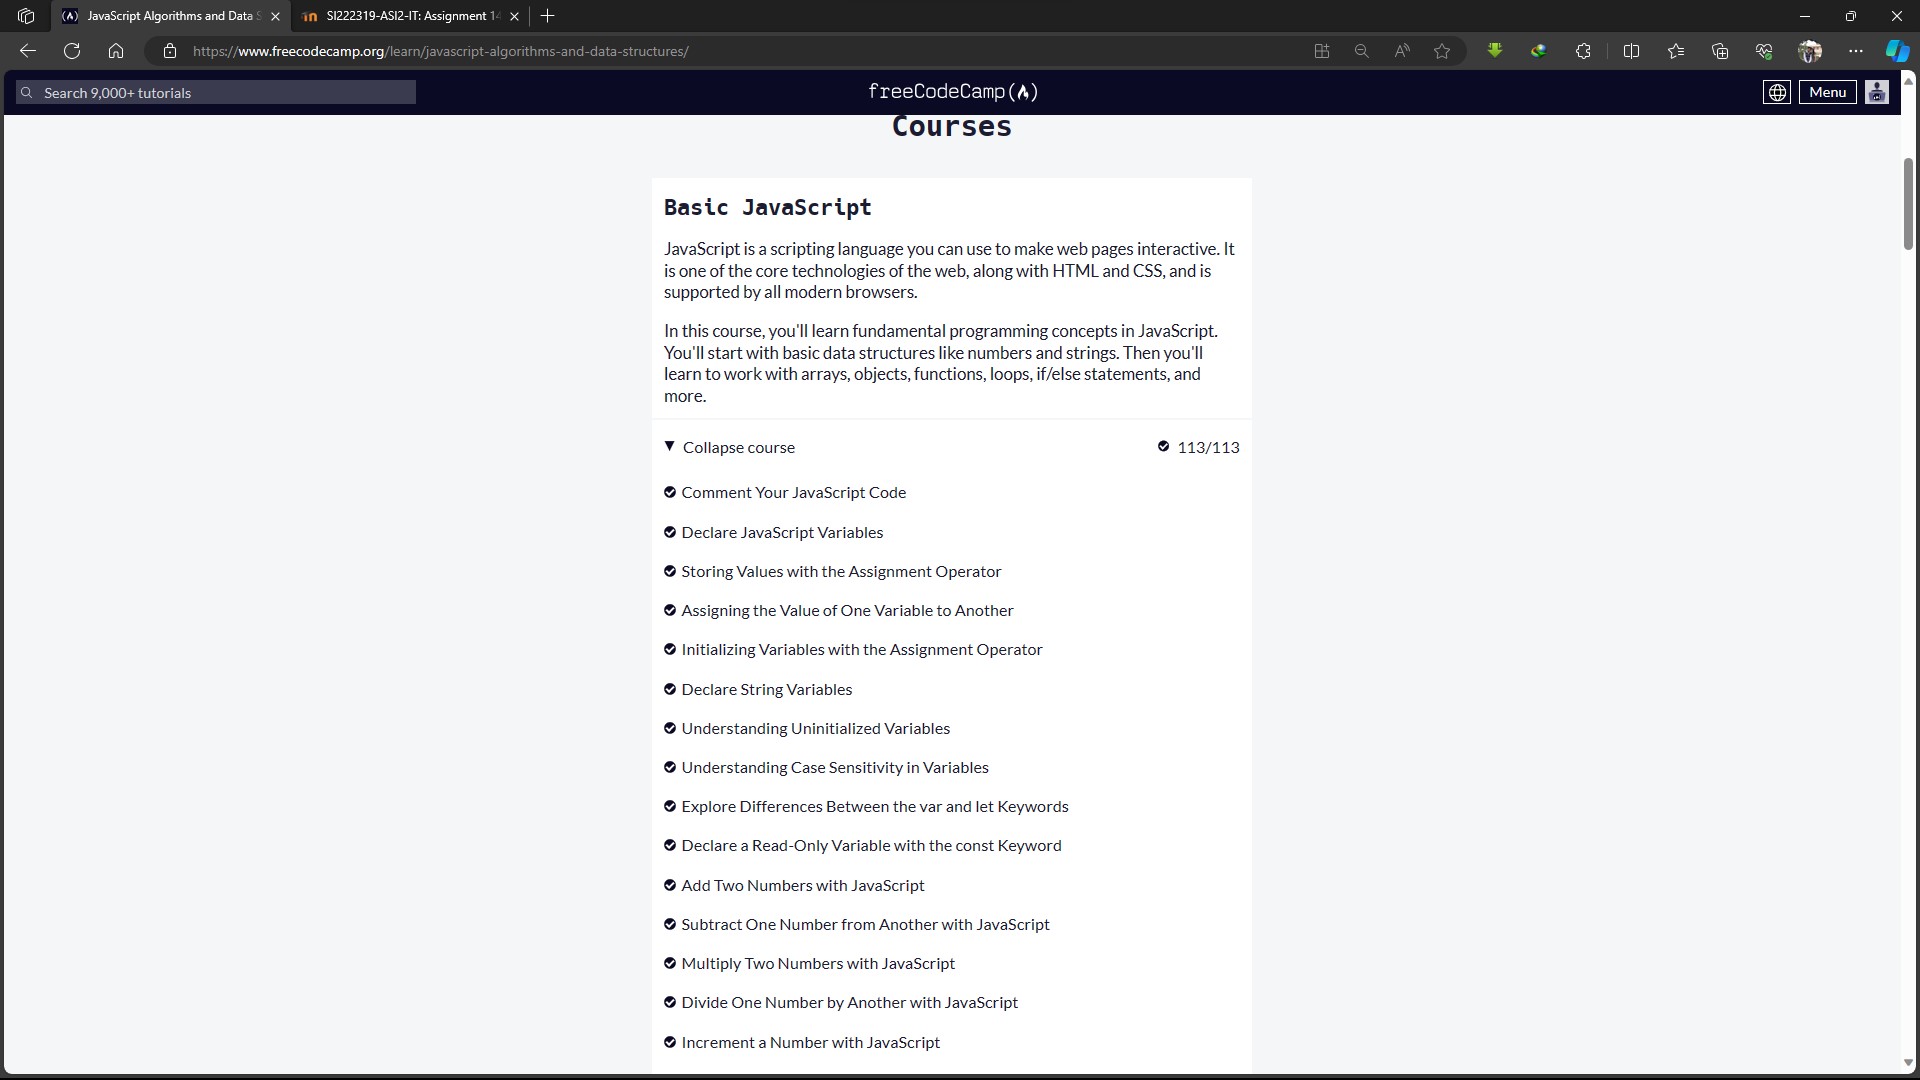 JavaScript Algorithms and Data S
SI222319-ASI2-IT: Assignment 14
https://www.freecodecamp.org/learn/javascript-algorithms-and-data-structures/
Search 9,000+ tutorials
freeCodeCamp
Menu
Courses
Basic JavaScript
JavaScript is a scripting language you can use to make web pages interactive. It
is one of the core technologies of the web, along with HTML and CSS, and is
supported by all modern browsers.
In this course, you'll learn fundamental programming concepts in JavaScript.
You'll start with basic data structures like numbers and strings. Then you'll
learn to work with arrays, objects, functions, loops, if/else statements, and
more.
Collapse course 113/113
Comment Your JavaScript Code
Declare JavaScript Variables
Storing Values with the Assignment Operator
Assigning the Value of One Variable to Another
Initializing Variables with the Assignment Operator
Declare String Variables
Understanding Uninitialized Variables
Understanding Case Sensitivity in Variables
Explore Differences Between the var and let Keywords
Declare a Read-Only Variable with the const Keyword
Add Two Numbers with JavaScript
Subtract One Number from Another with JavaScript
Multiply Two Numbers with JavaScript
Divide One Number by Another with JavaScript
Increment a Number with JavaScript